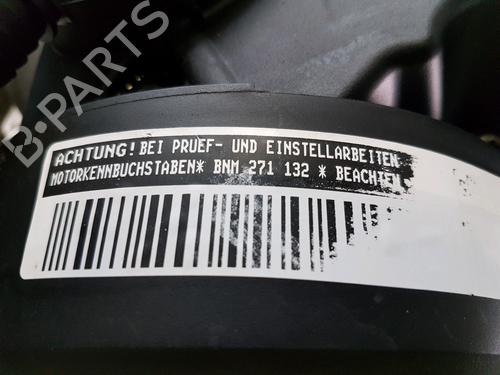 B-PARTS
ACHTUNG! BEI PRUEF- UND EINSTELLARBEITEN
MOTORKENNBUCHSTABEN* BNM 271 132 * BEACHTEN